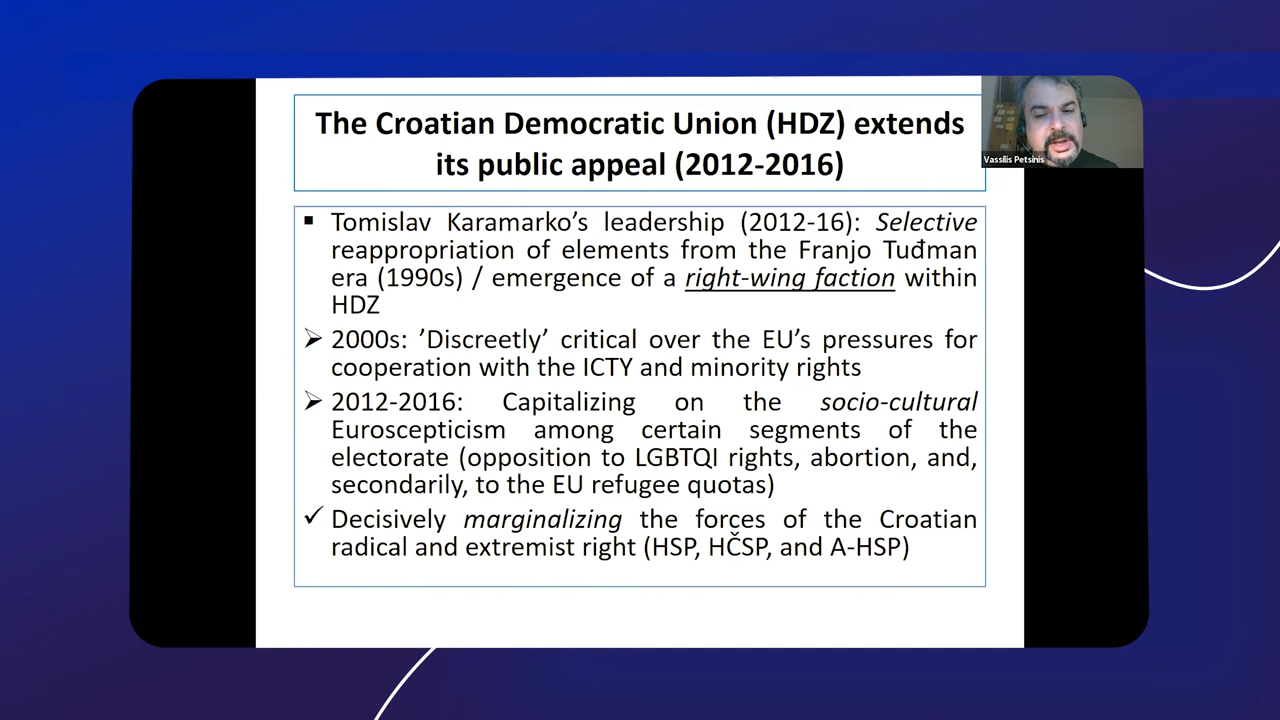 The Croatian Democratic Union (HDZ) extends
its public appeal (2012-2016)
Vassilis Petsinis
▪ Tomislav Karamarko’s leadership (2012-16): Selective
reappropriation of elements from the Franjo Tuđman
era (1990s) / emergence of a right-wing faction within
HDZ
➢ 2000s: ’Discreetly’ critical over the EU’s pressures for
cooperation with the ICTY and minority rights
➢ 2012-2016: Capitalizing on the socio-cultural
Euroscepticism among certain segments of the
electorate (opposition to LGBTQI rights, abortion, and,
secondarily, to the EU refugee quotas)
✓ Decisively marginalizing the forces of the Croatian
radical and extremist right (HSP, HČSP, and A-HSP)